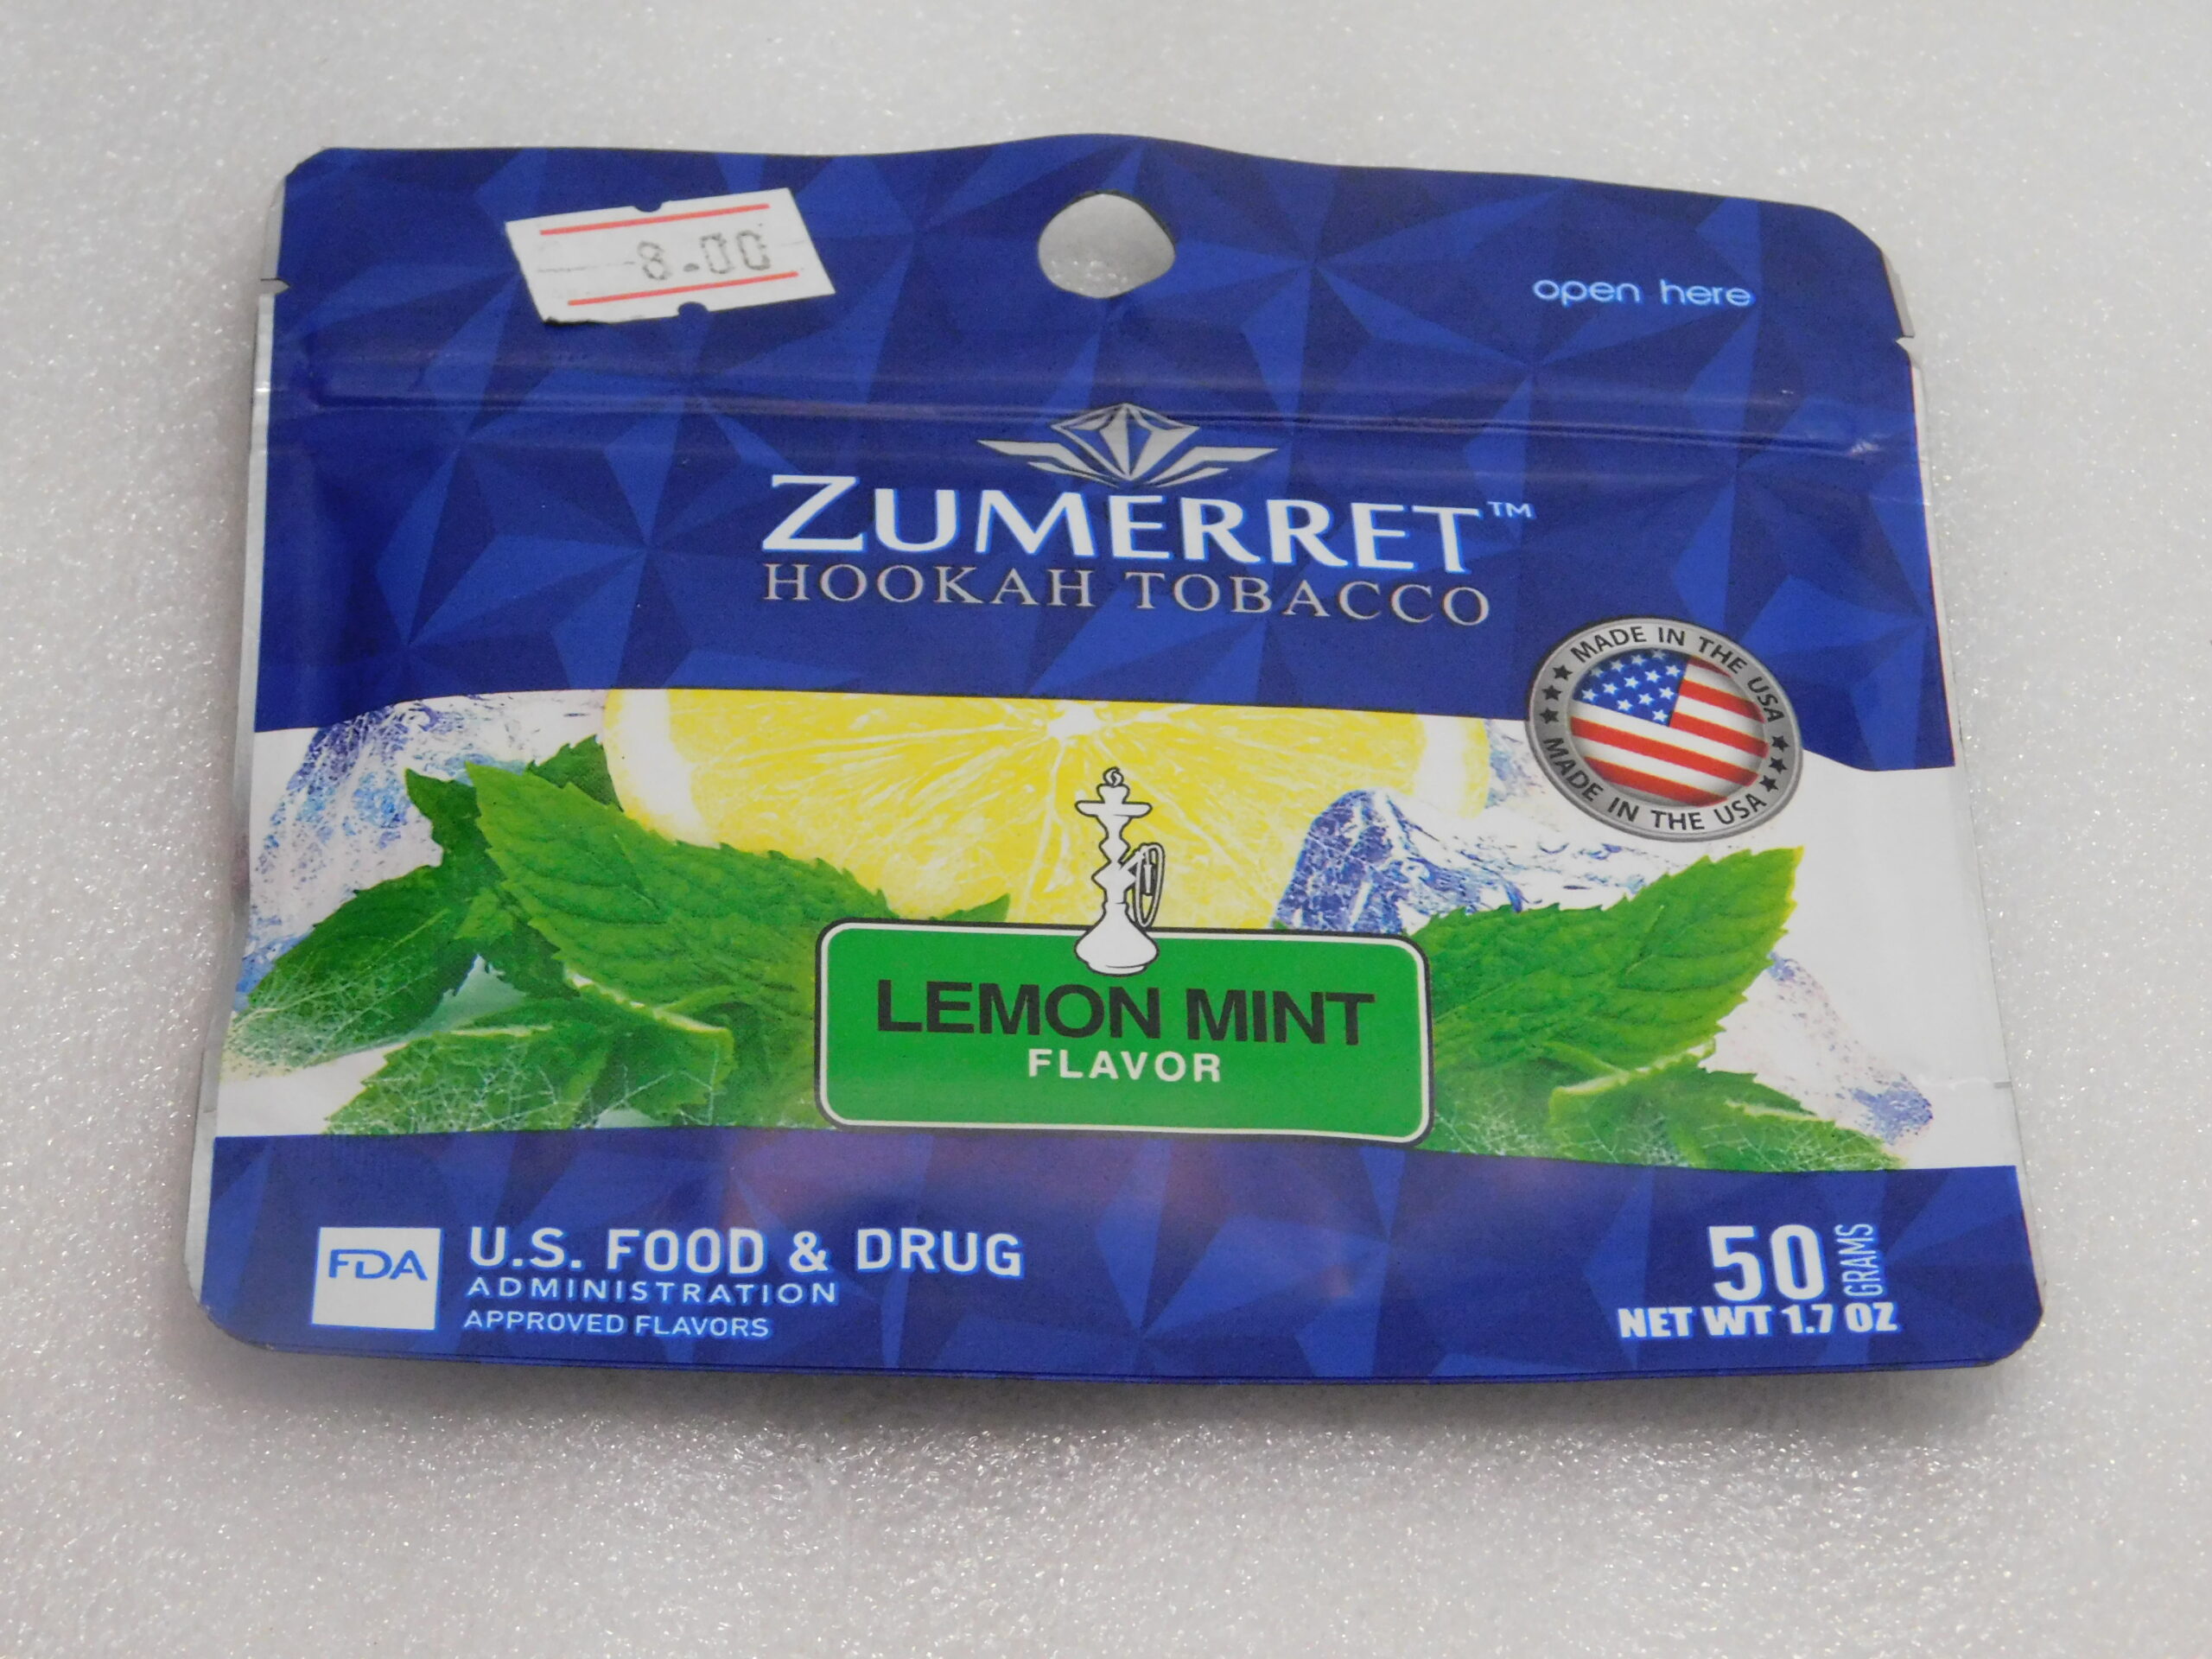 8.00
open here
ZUMERRET™
HOOKAH TOBACCO
MADE IN THE USA
MADE IN THE USA
LEMON MINT
FLAVOR
FDA
U.S. FOOD & DRUG
ADMINISTRATION
APPROVED FLAVORS
50 GRAMS
NET WT 1.7 OZ